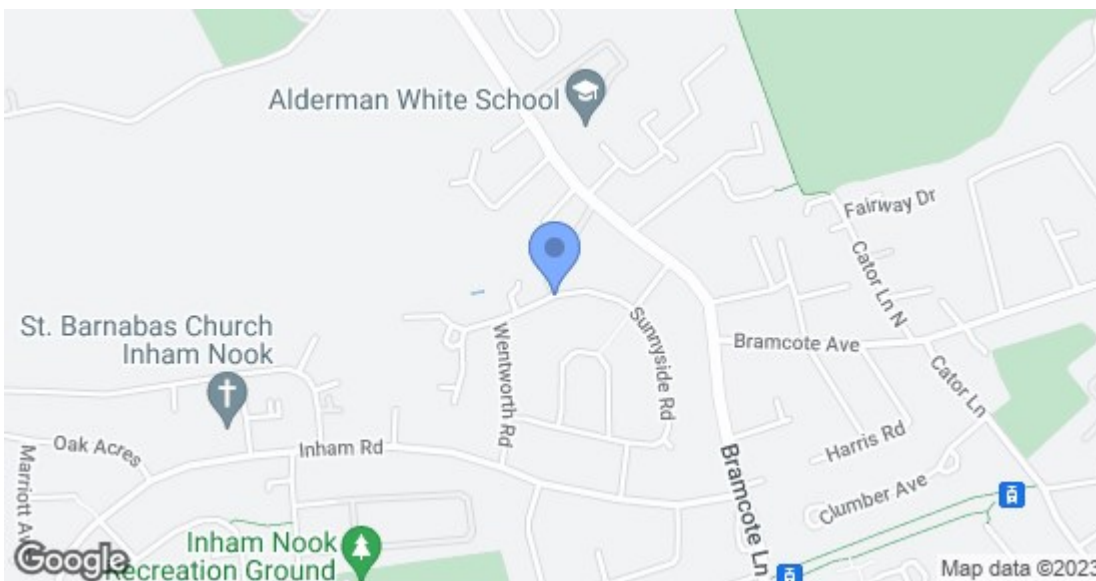 Alderman White School
Fairway Dr
Cator Ln N
St. Barnabas Church
Inham Nook
Wentworth Rd
Sunnyside Rd
Bramcote Ave
Cator Ln
Oak Acres
Inham Rd
Harris Rd
Marriott Av
Clumber Ave
Bramcote Ln
Inham Nook
Recreation Ground
Google
Map data ©2023